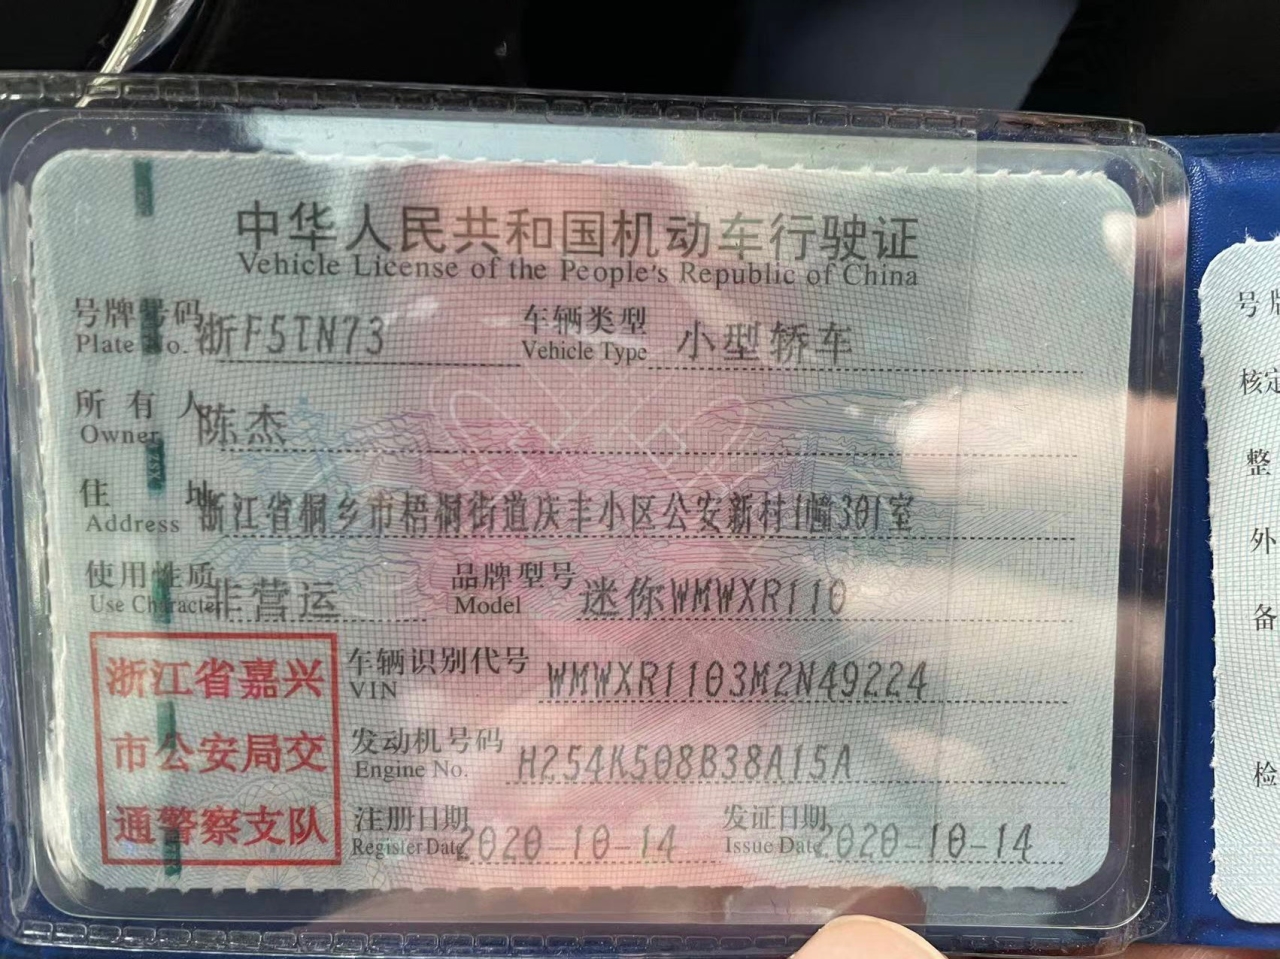 中华人民共和国机动车行驶证
Vehicle License of the People's Republic of China
号牌号码 浙F5TN73 车辆类型 小型轿车
Plate No. Vehicle Type
所有人 陈杰
Owner
住址 浙江省桐乡市梧桐街道庆丰小区公安新村1幢301室
Address
使用性质 非营运 品牌型号 迷你WMWXR110
Use Character Model
车辆识别代号 WMWXR1103M2N49224
VIN
发动机号码 H254K508B38A15A
Engine No.
注册日期 2020-10-14 发证日期 2020-10-14
Register Date Issue Date
浙江省嘉兴
市公安局交
通警察支队
号牌
核定
整
外
备
检